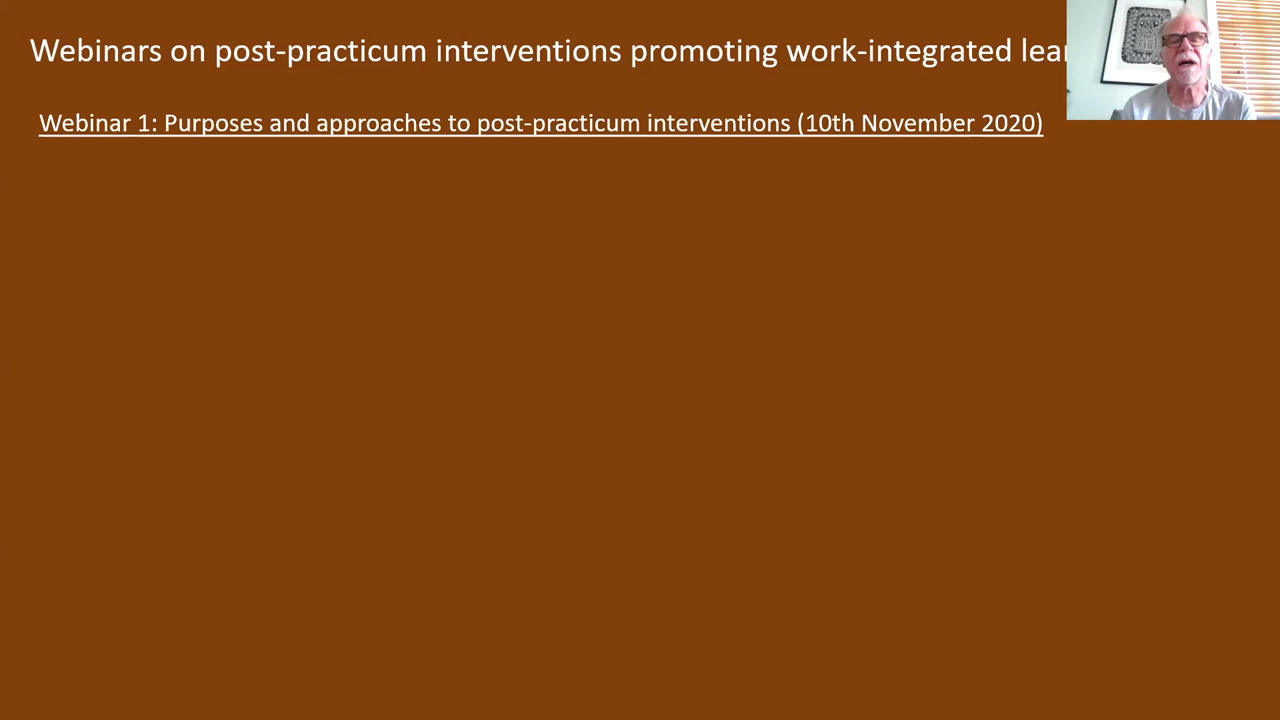 Webinars on post-practicum interventions promoting work-integrated
Webinar 1: Purposes and approaches to post-practicum interventions (10th November 2020)